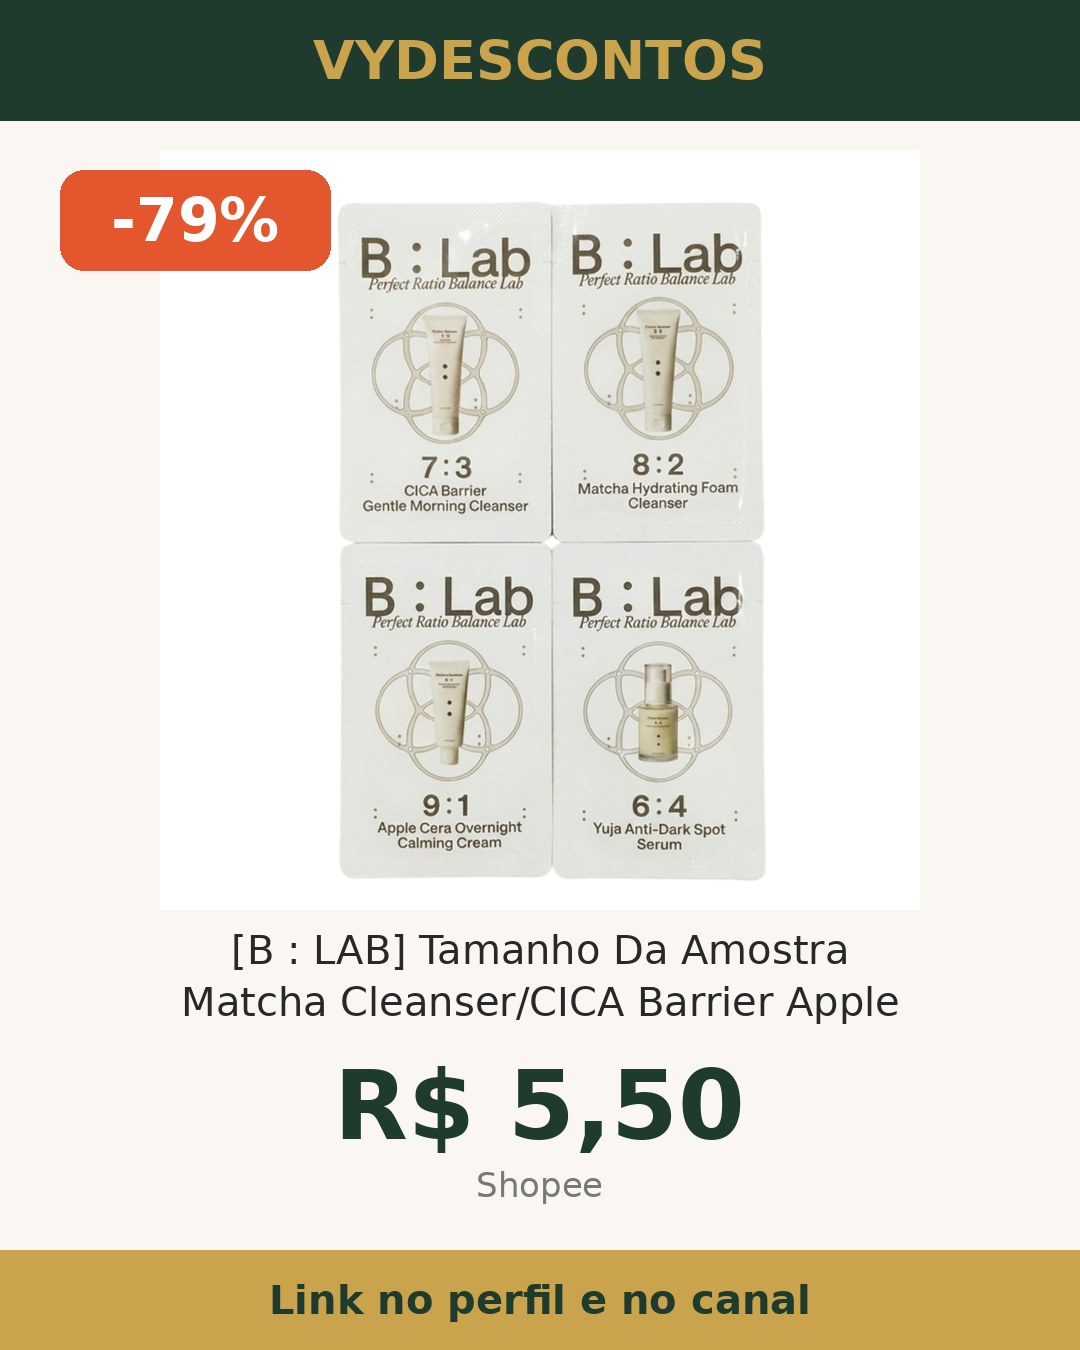 VYDESCONTOS
-79%
B : Lab
Perfect Ratio Balance Lab
7 : 3
CICA Barrier
Gentle Morning Cleanser
B : Lab
Perfect Ratio Balance Lab
8 : 2
Matcha Hydrating Foam
Cleanser
B : Lab
Perfect Ratio Balance Lab
9 : 1
Apple Cera Overnight
Calming Cream
B : Lab
Perfect Ratio Balance Lab
6 : 4
Yuja Anti-Dark Spot
Serum
[B : LAB] Tamanho Da Amostra
Matcha Cleanser/CICA Barrier Apple
R$ 5,50
Shopee
Link no perfil e no canal